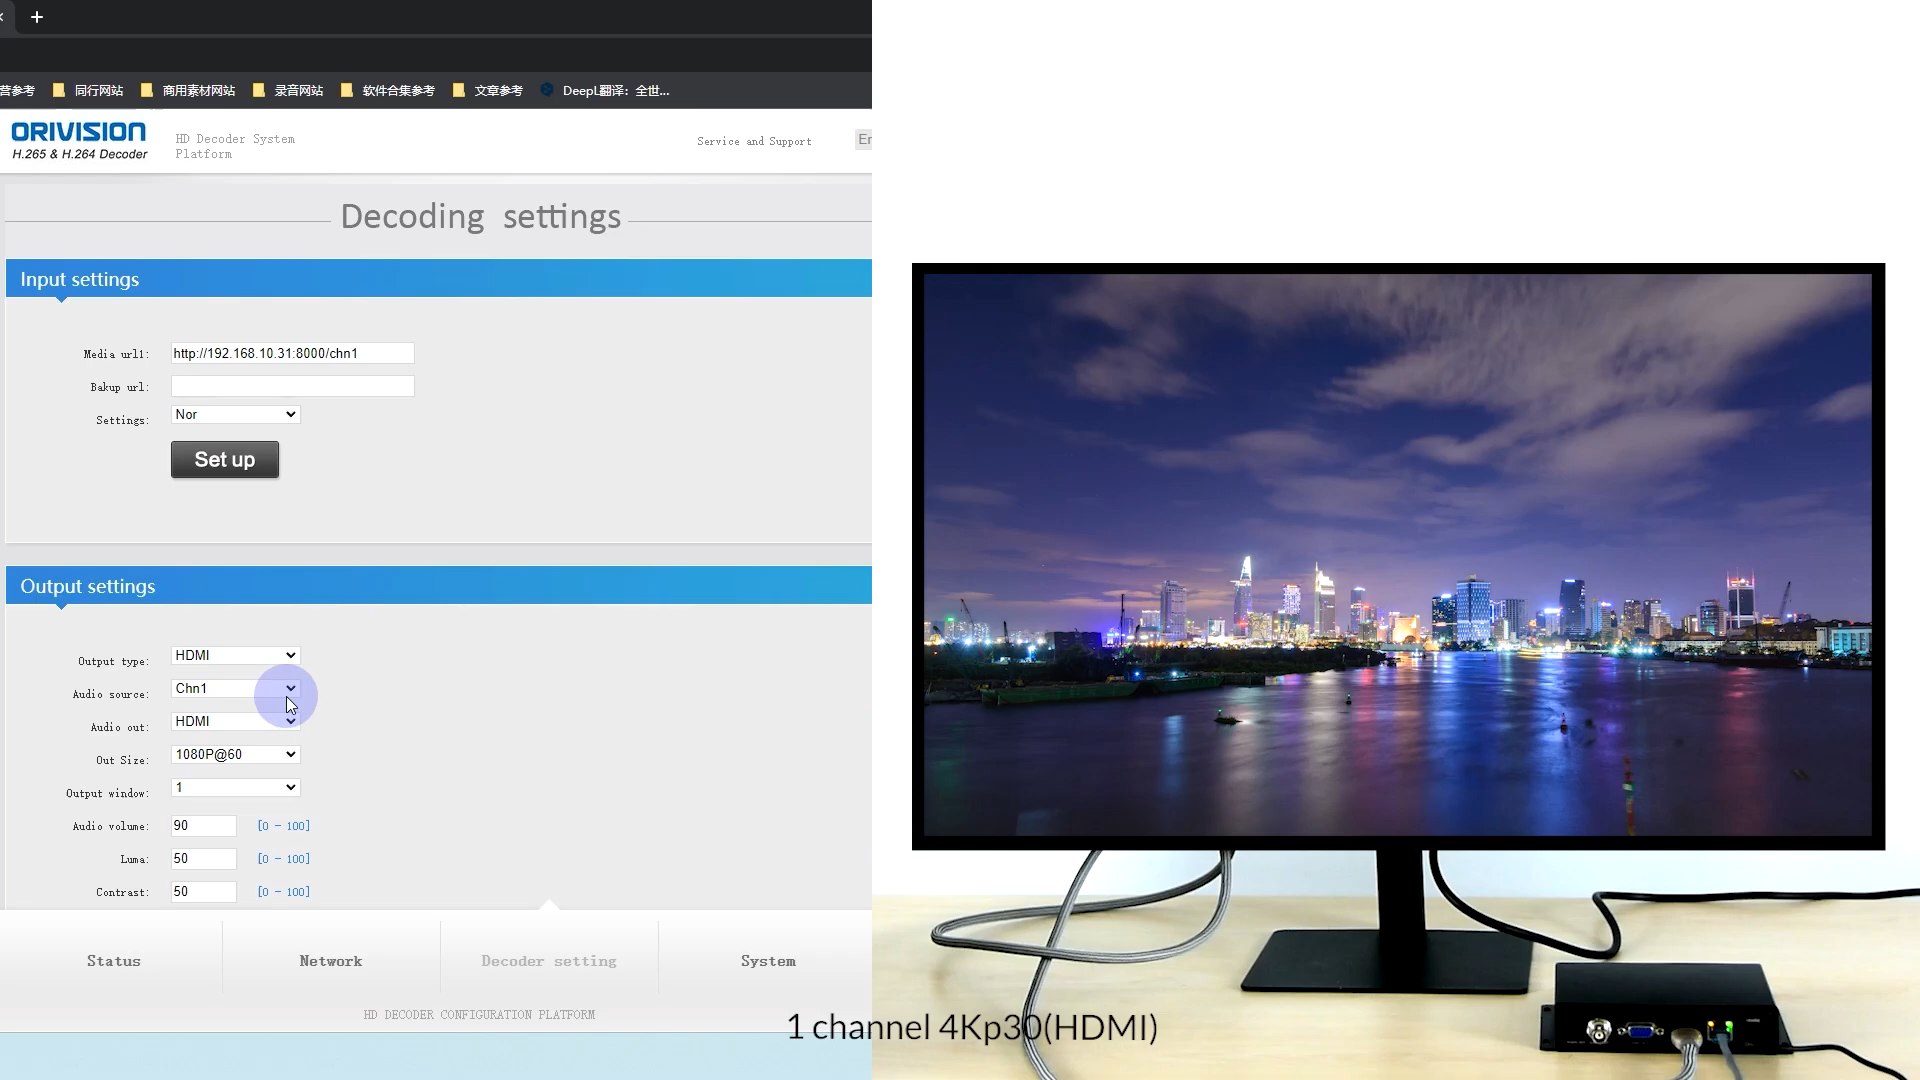 营参考 同行网站 商用素材网站 录音网站 软件合集参考 文章参考 DeepL翻译：全世...
ORIVISION
H.265 & H.264 Decoder
HD Decoder System
Platform
Service and Support
En
Decoding settings
Input settings
Media url1: http://192.168.10.31:8000/chn1
Bakup url:
Settings: Nor
Set up
Output settings
Output type: HDMI
Audio source: Chn1
Audio out: HDMI
Out Size: 1080P@60
Output window: 1
Audio volume: 90 [0 - 100]
Luma: 50 [0 - 100]
Contrast: 50 [0 - 100]
Status Network Decoder setting System
HD DECODER CONFIGURATION PLATFORM
1 channel 4Kp30(HDMI)